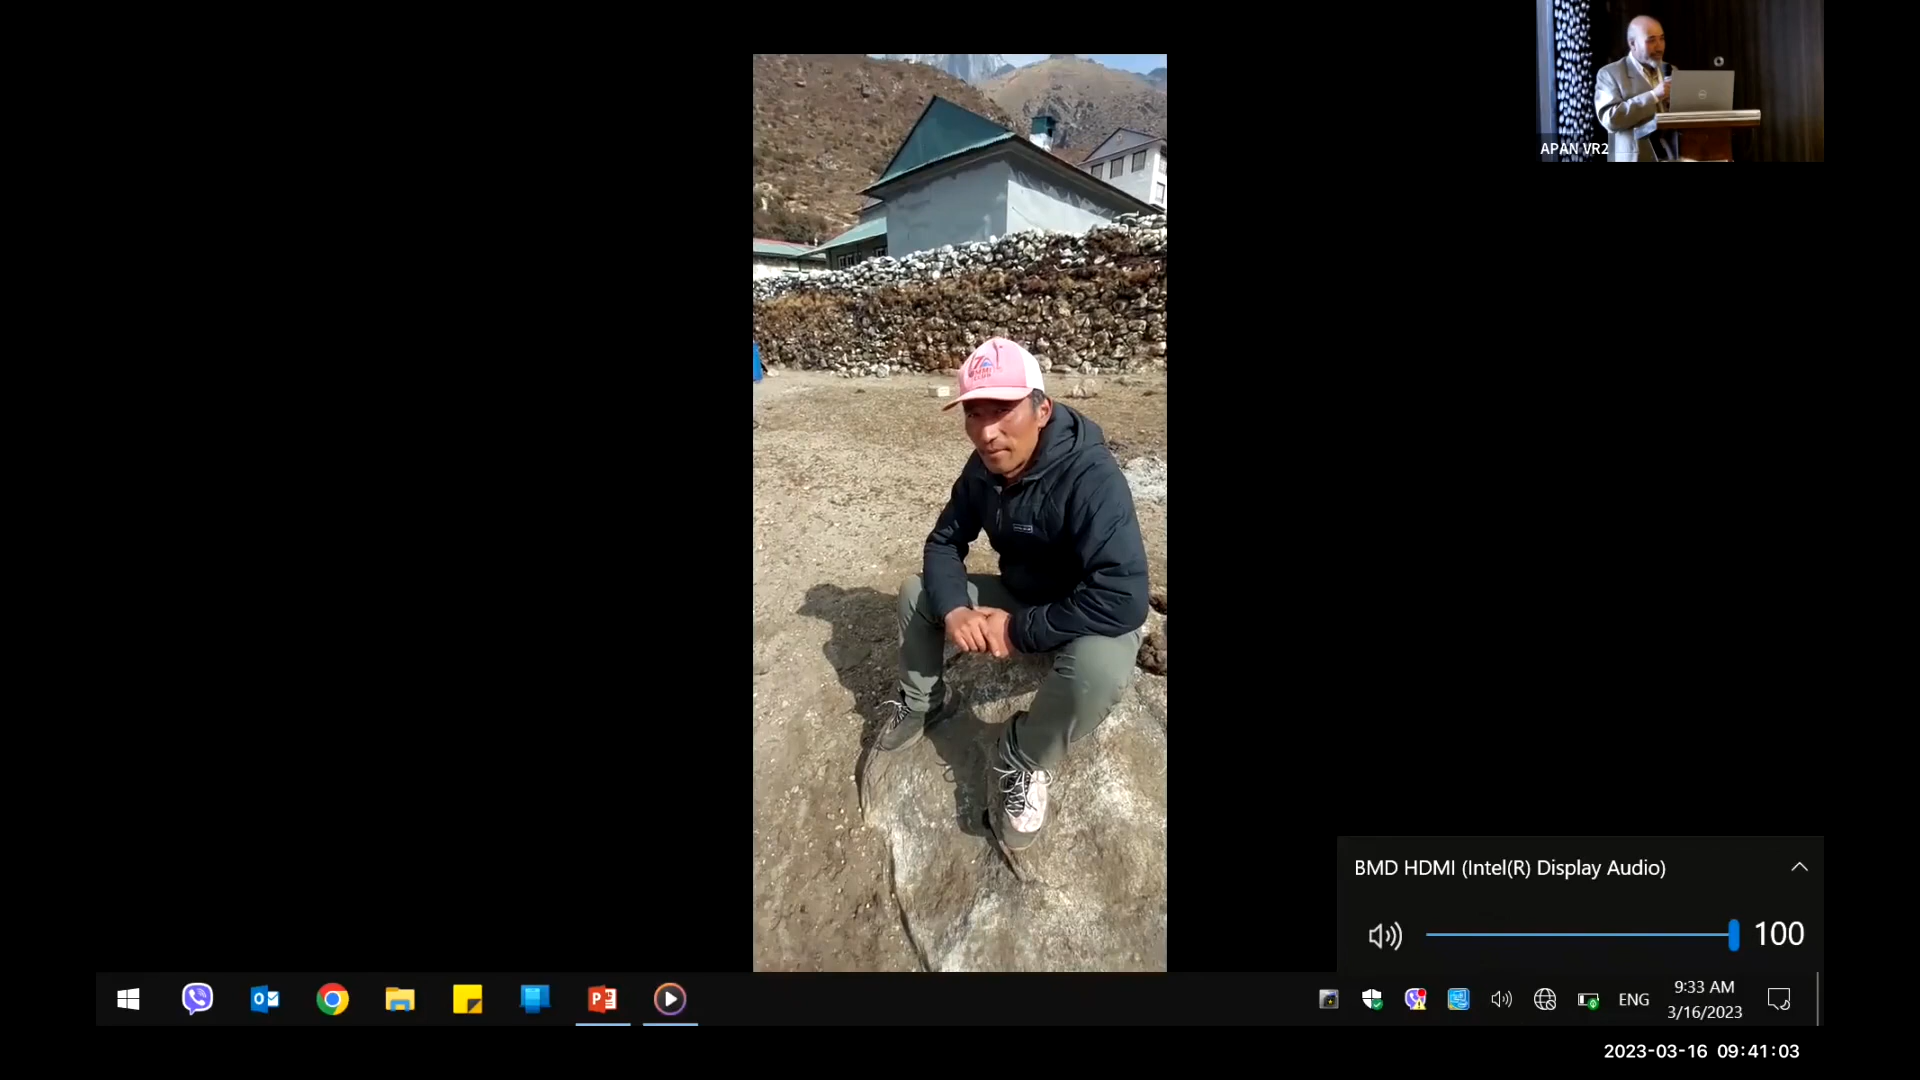 APAN VR2
7
BMD HDMI (Intel(R) Display Audio)
100
ENG
9:33 AM
3/16/2023
2023-03-16 09:41:03